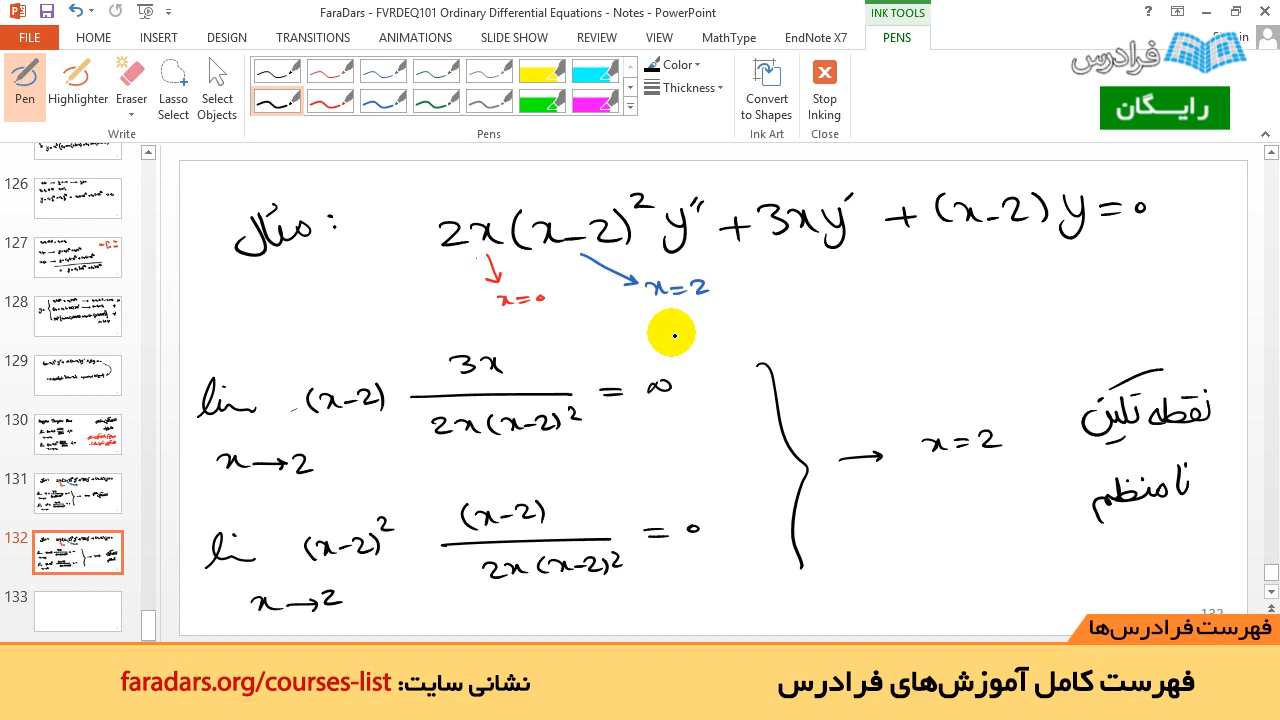 FaraDars - FVRDEQ101 Ordinary Differential Equations - Notes - PowerPoint
INK TOOLS
FILE HOME INSERT DESIGN TRANSITIONS ANIMATIONS SLIDE SHOW REVIEW VIEW MathType EndNote X7 PENS
فرادرس
رایگان
Pen Highlighter Eraser Lasso Select Select Objects
Color
Thickness
Convert to Shapes
Stop Inking
Write Pens Ink Art Close
126
127
128
129
130
131
132
133
مثال: 2x(x-2)²y″ + 3xy′ + (x-2)y = 0
x=0 x=2
lim x→2 (x-2) 3x / 2x(x-2)² = ∞
lim x→2 (x-2)² (x-2) / 2x(x-2)² = 0
→ x=2
نقطه تکین
نامنظم
132
فهرست فرادرس‌ها
فهرست کامل آموزش‌های فرادرس
نشانی سایت: faradars.org/courses-list